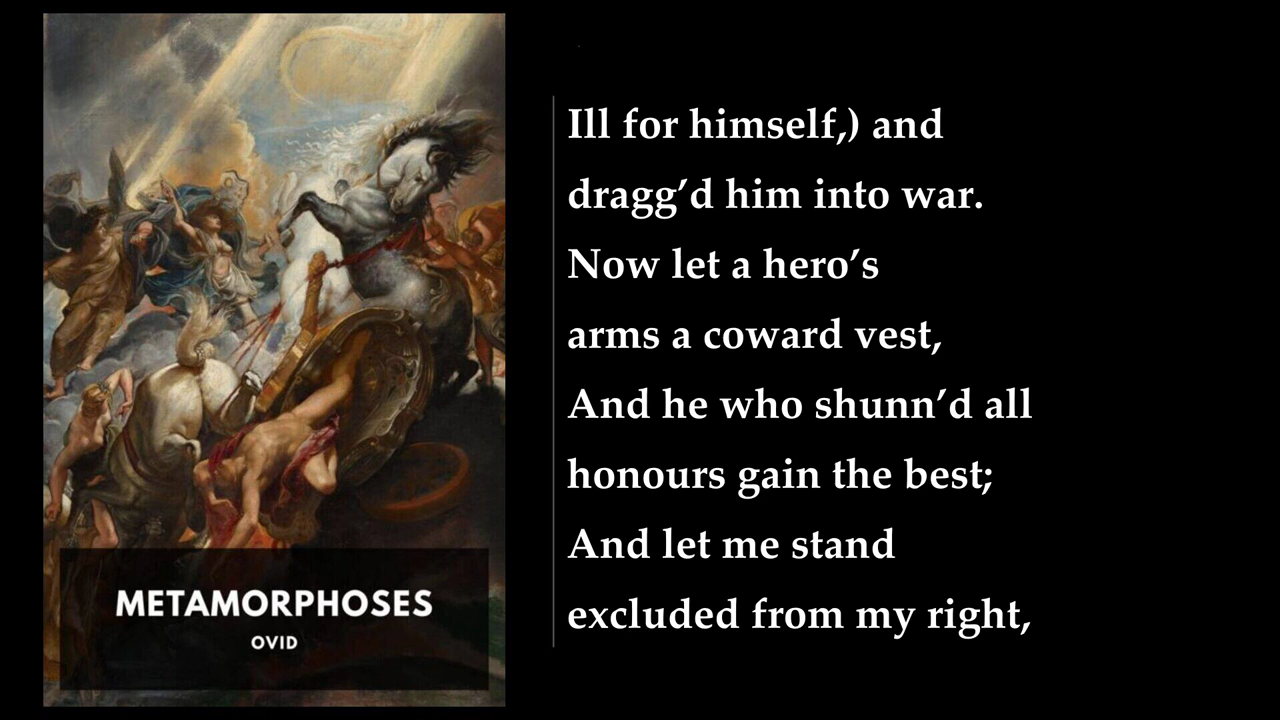 METAMORPHOSES
OVID
Ill for himself,) and
dragg’d him into war.
Now let a hero’s
arms a coward vest,
And he who shunn’d all
honours gain the best;
And let me stand
excluded from my right,